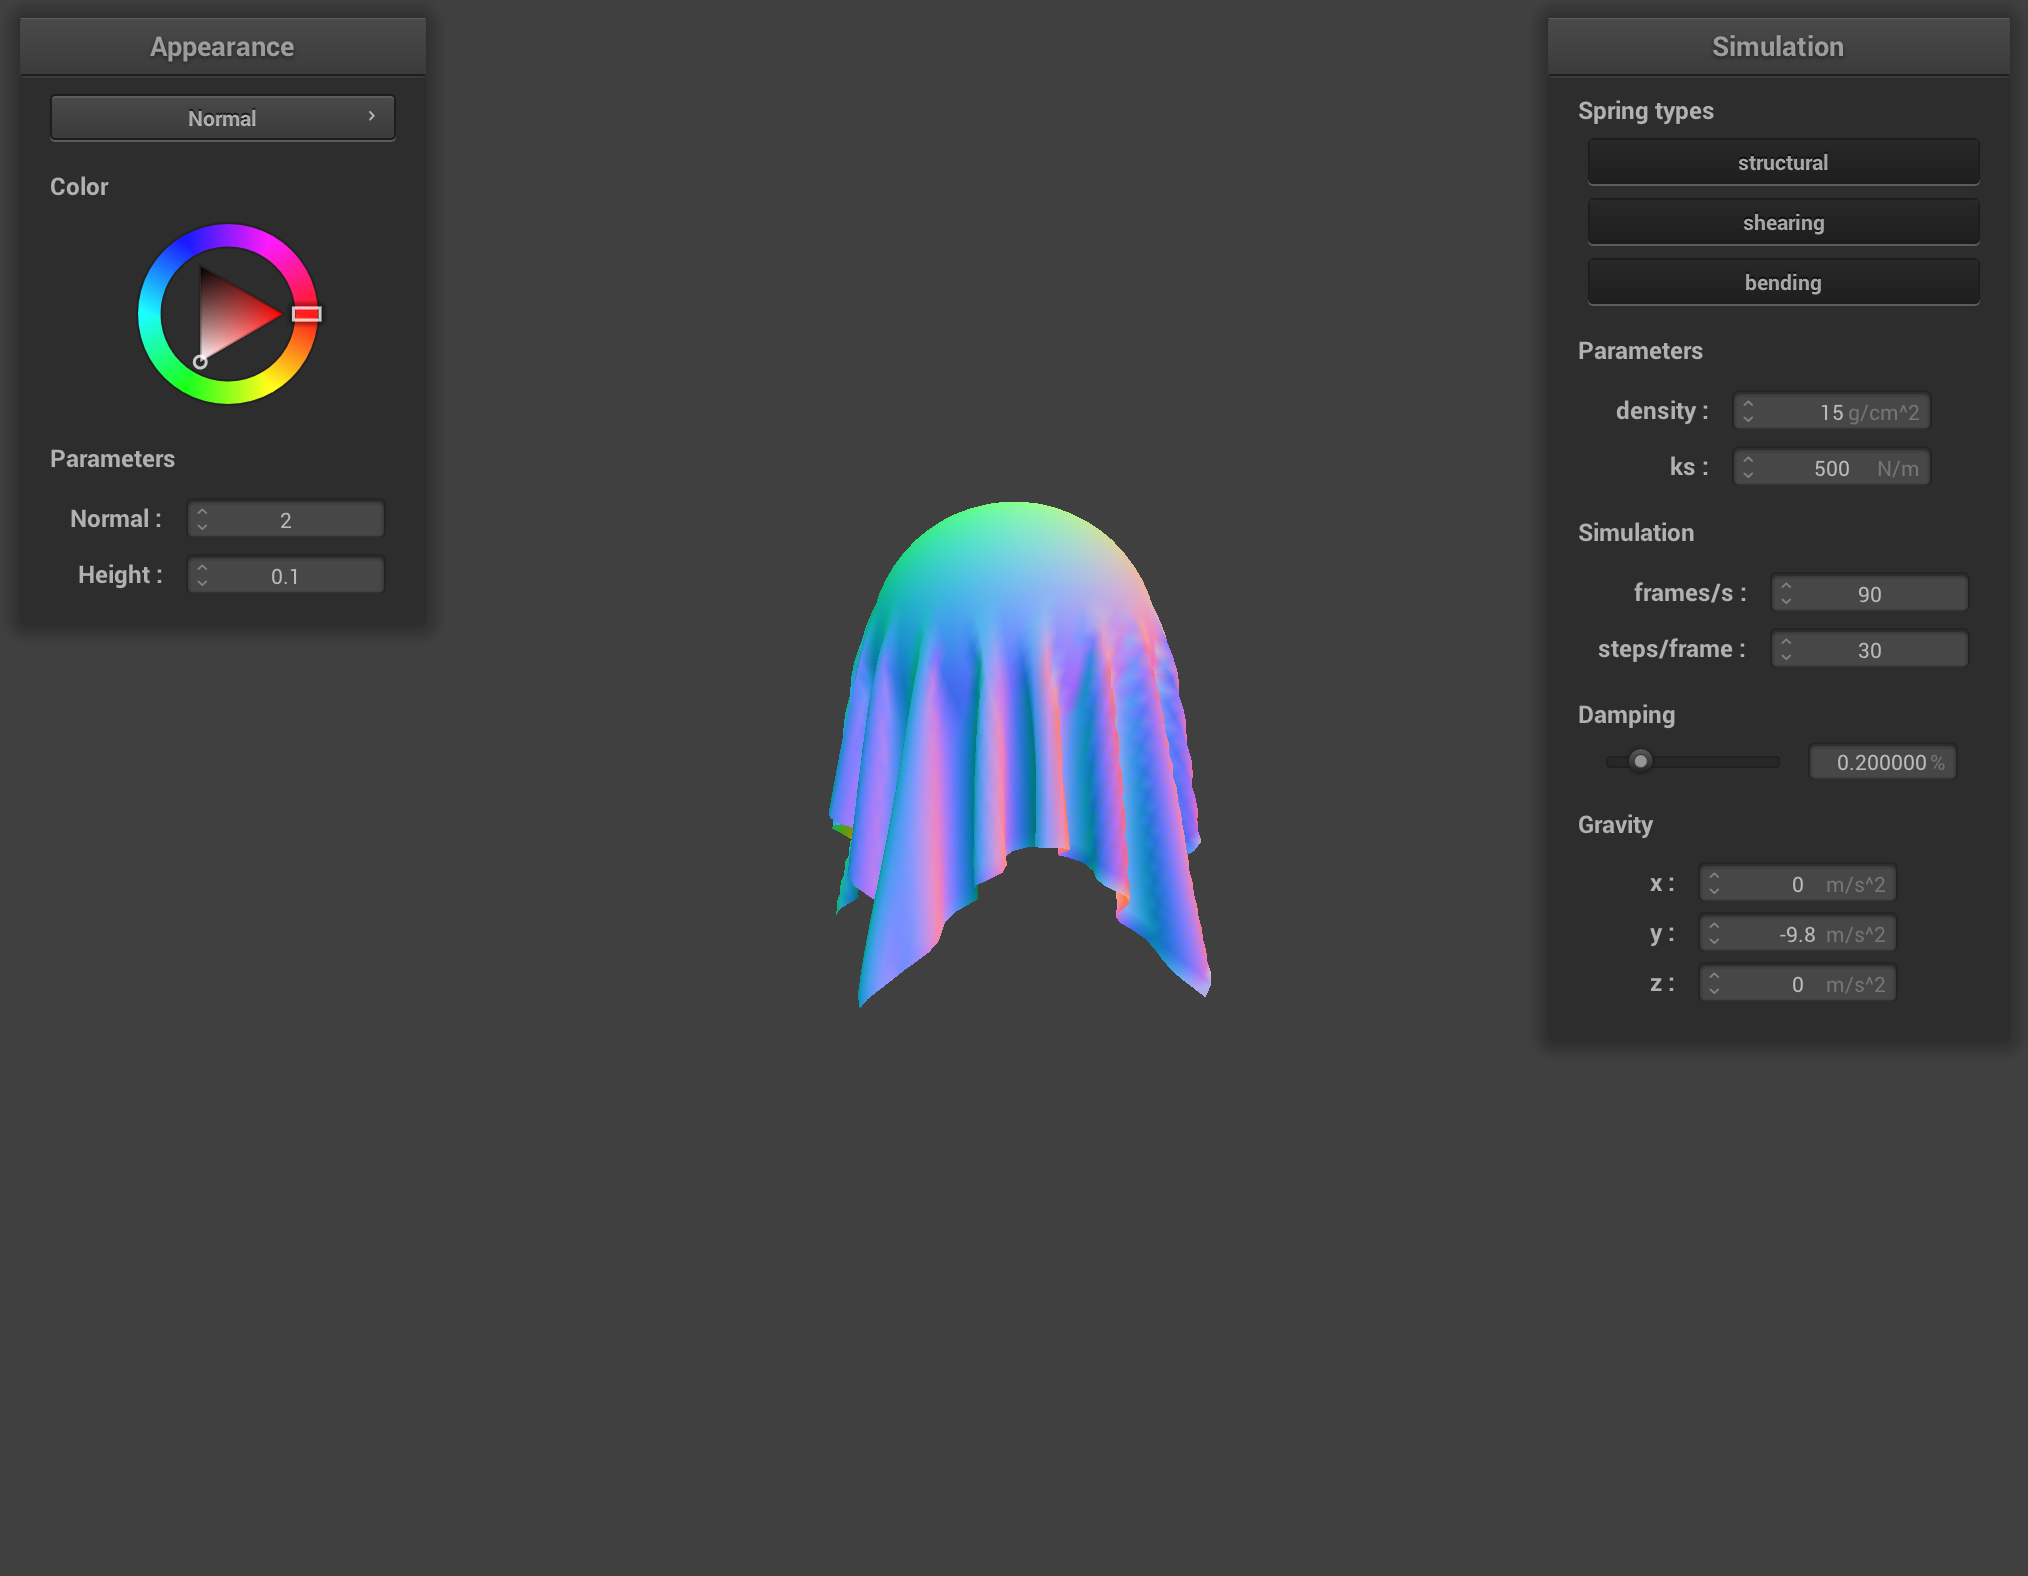 Appearance
Normal
Color
Parameters
Normal : 2
Height : 0.1
Simulation
Spring types
structural
shearing
bending
Parameters
density : 15 g/cm^2
ks : 500 N/m
Simulation
frames/s : 90
steps/frame : 30
Damping
0.200000 %
Gravity
x : 0 m/s^2
y : -9.8 m/s^2
z : 0 m/s^2